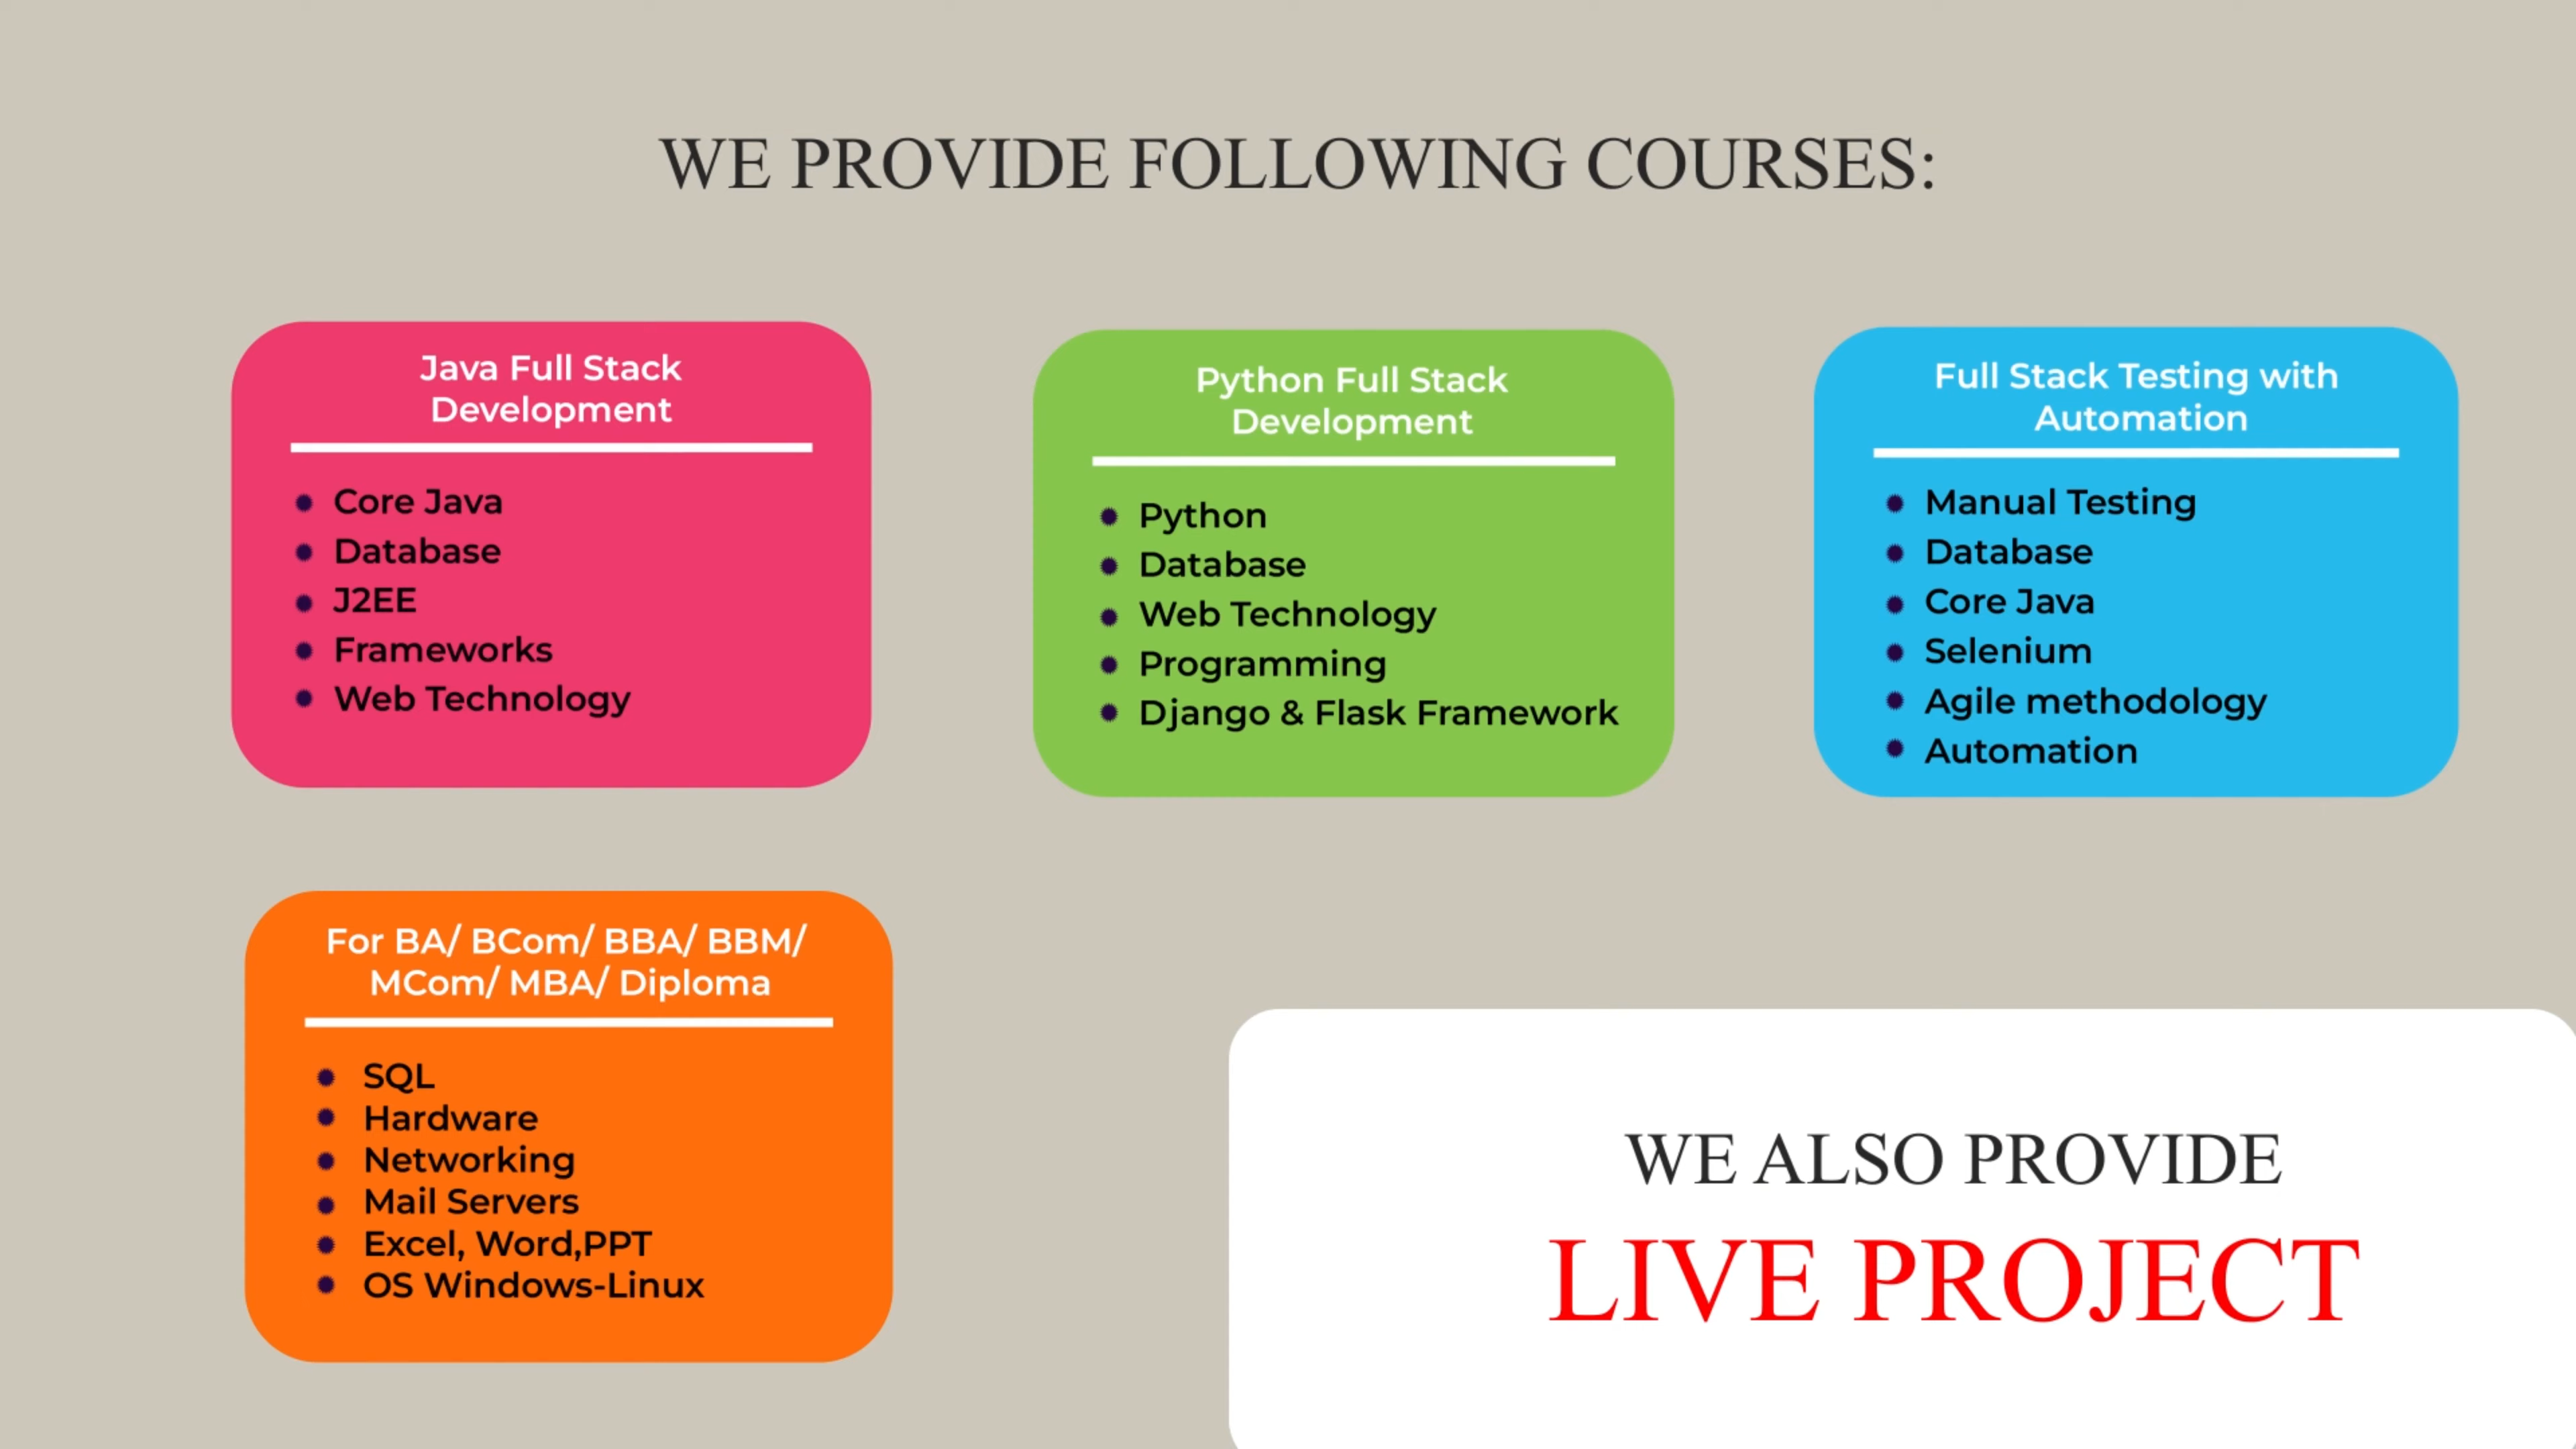 WE PROVIDE FOLLOWING COURSES:
Java Full Stack
Development
Core Java
Database
J2EE
Frameworks
Web Technology
Python Full Stack
Development
Python
Database
Web Technology
Programming
Django & Flask Framework
Full Stack Testing with
Automation
Manual Testing
Database
Core Java
Selenium
Agile methodology
Automation
For BA/ BCom/ BBA/ BBM/
MCom/ MBA/ Diploma
SQL
Hardware
Networking
Mail Servers
Excel, Word,PPT
OS Windows-Linux
WE ALSO PROVIDE
LIVE PROJECT